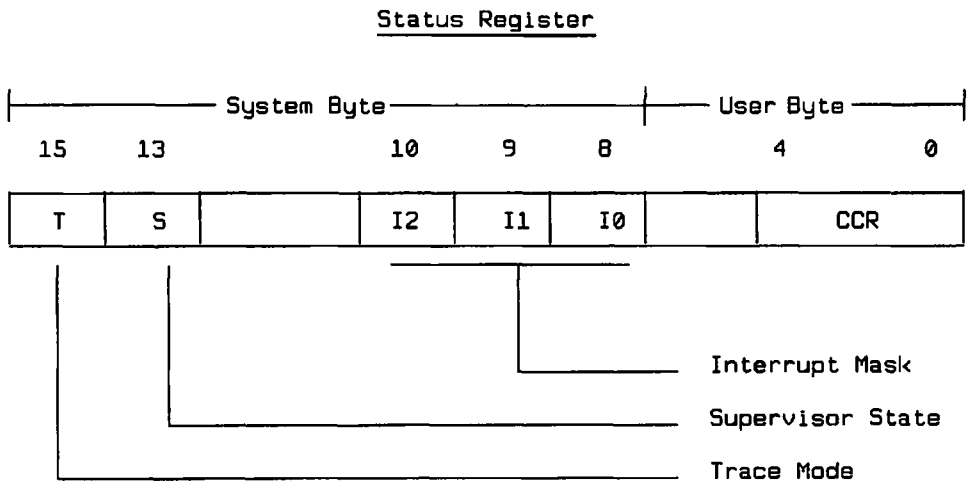 Status Register
System Byte User Byte
15 13 10 9 8 4 0
T S I2 I1 I0 CCR
Interrupt Mask
Supervisor State
Trace Mode